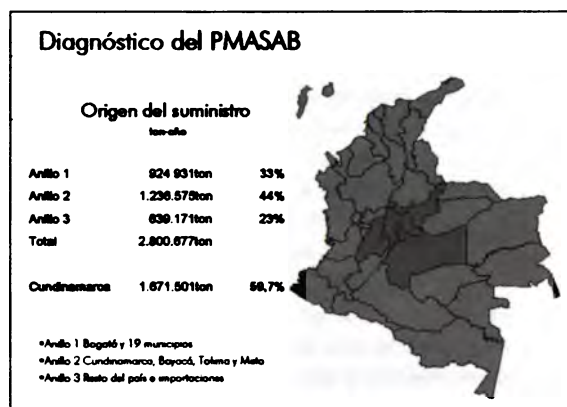 Diagnóstico del PMASAB
Origen del suministro
ton-año
Anillo 1 924 931ton 33%
Anillo 2 1.236.575ton 44%
Anillo 3 639.171ton 23%
Total 2.800.677ton
Cundinamarca 1.671.501ton 59,7%
•Anillo 1 Bogotá y 19 municipios
•Anillo 2 Cundinamarca, Boyacá, Tolima y Meta
•Anillo 3 Resto del país e importaciones